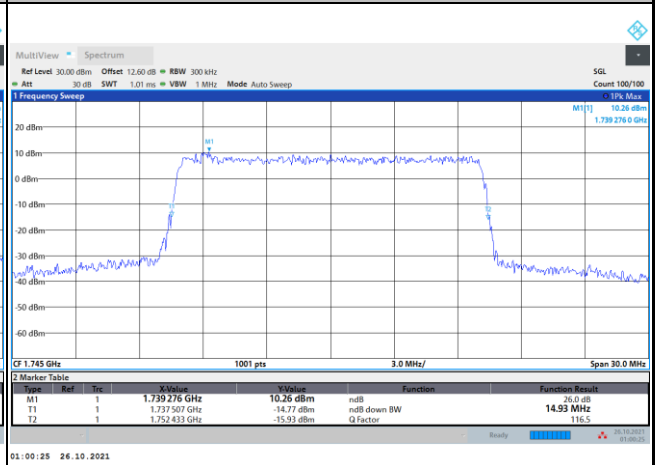 MultiView Spectrum
Ref Level 30.00 dBm Offset 12.60 dB RBW 300 kHz SGL
Att 30 dB SWT 1.01 ms VBW 1 MHz Mode Auto Sweep Count 100/100
1 Frequency Sweep 1Pk Max
M1[1] 10.26 dBm
1.739 276 0 GHz
20 dBm
M1
10 dBm
0 dBm
-10 dBm
T1 T2
-20 dBm
-30 dBm
-40 dBm
-50 dBm
-60 dBm
CF 1.745 GHz 1001 pts 3.0 MHz/ Span 30.0 MHz
2 Marker Table
Type Ref Trc X-Value Y-Value Function Function Result
M1 1 1.739 276 GHz 10.26 dBm ndB 26.0 dB
T1 1 1.737 507 GHz -14.77 dBm ndB down BW 14.93 MHz
T2 1 1.752 433 GHz -15.93 dBm Q Factor 116.5
Ready 26.10.2021
01:00:25
01:00:25 26.10.2021